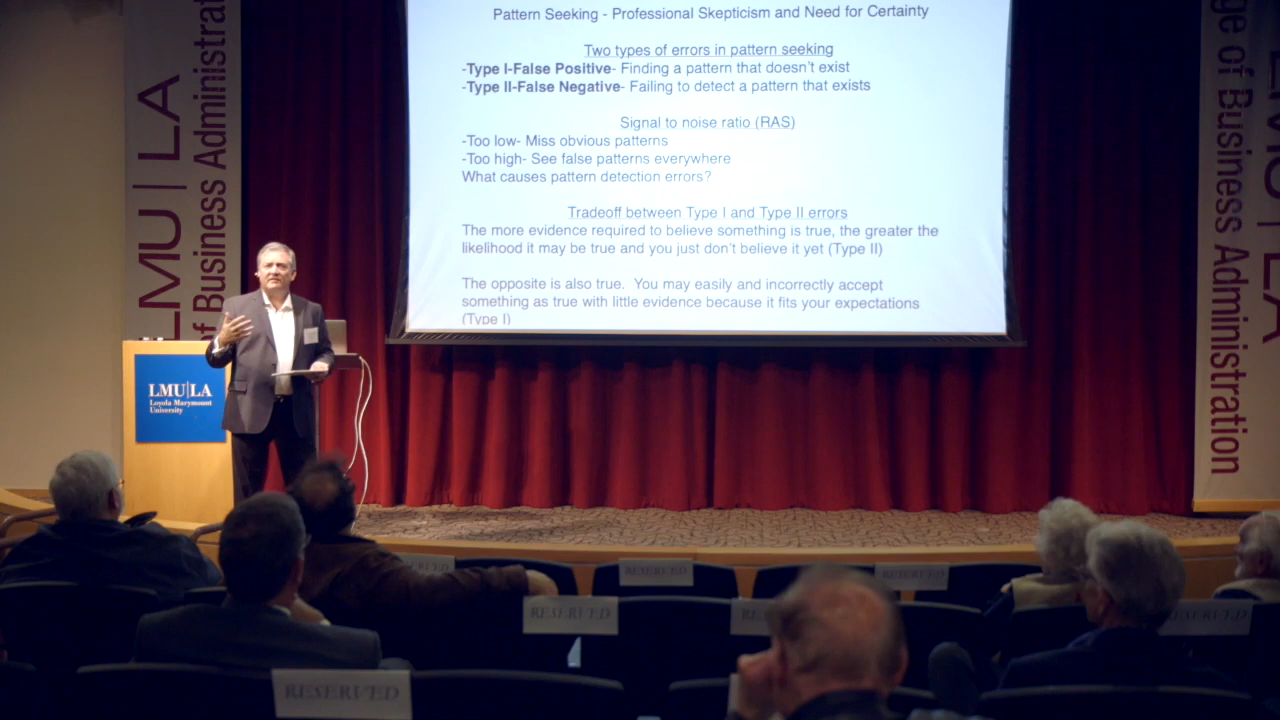 Pattern Seeking - Professional Skepticism and Need for Certainty
Two types of errors in pattern seeking
-Type I-False Positive- Finding a pattern that doesn't exist
-Type II-False Negative- Failing to detect a pattern that exists
Signal to noise ratio (RAS)
-Too low- Miss obvious patterns
-Too high- See false patterns everywhere
What causes pattern detection errors?
Tradeoff between Type I and Type II errors
The more evidence required to believe something is true, the greater the
likelihood it may be true and you just don't believe it yet (Type II)
The opposite is also true. You may easily and incorrectly accept
something as true with little evidence because it fits your expectations
(Type I)
LMU | LA
of Business Administrat
LMU|LA
Loyola Marymount
University
LA
ge of Business Administration
RESERVED
RESERVED
RESERVED
RESERVED
RESERVED
RESERVED
RESERVED